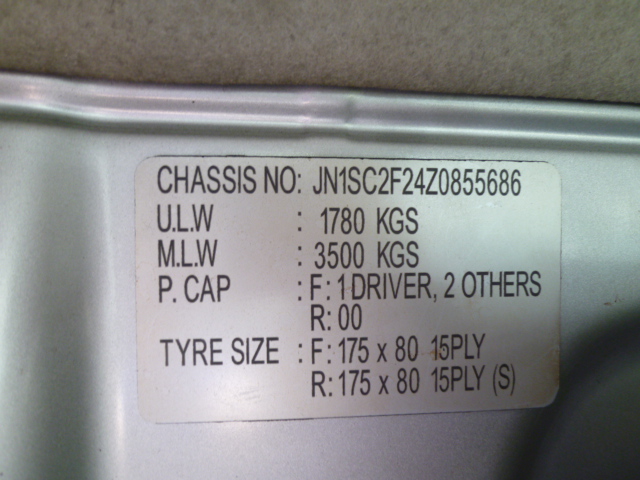 CHASSIS NO: JN1SC2F24Z0855686
U.L.W : 1780 KGS
M.L.W : 3500 KGS
P. CAP : F: 1 DRIVER, 2 OTHERS
R: 00
TYRE SIZE : F: 175 x 80 15PLY
R: 175 x 80 15PLY (S)